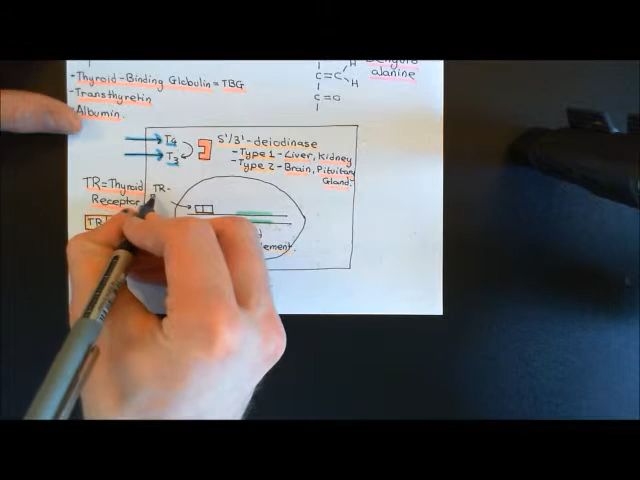 -Thyroid-Binding Globulin = TBG
-Transthyretin
-Albumin.
Dehydro
alanine
C=C
H
H
C=O
T4
T3
5'/3'-deiodinase
-Type 1 - Liver, Kidney
-Type 2 - Brain, Pituitary
Gland.
TR = Thyroid
Receptor
TR-
TR